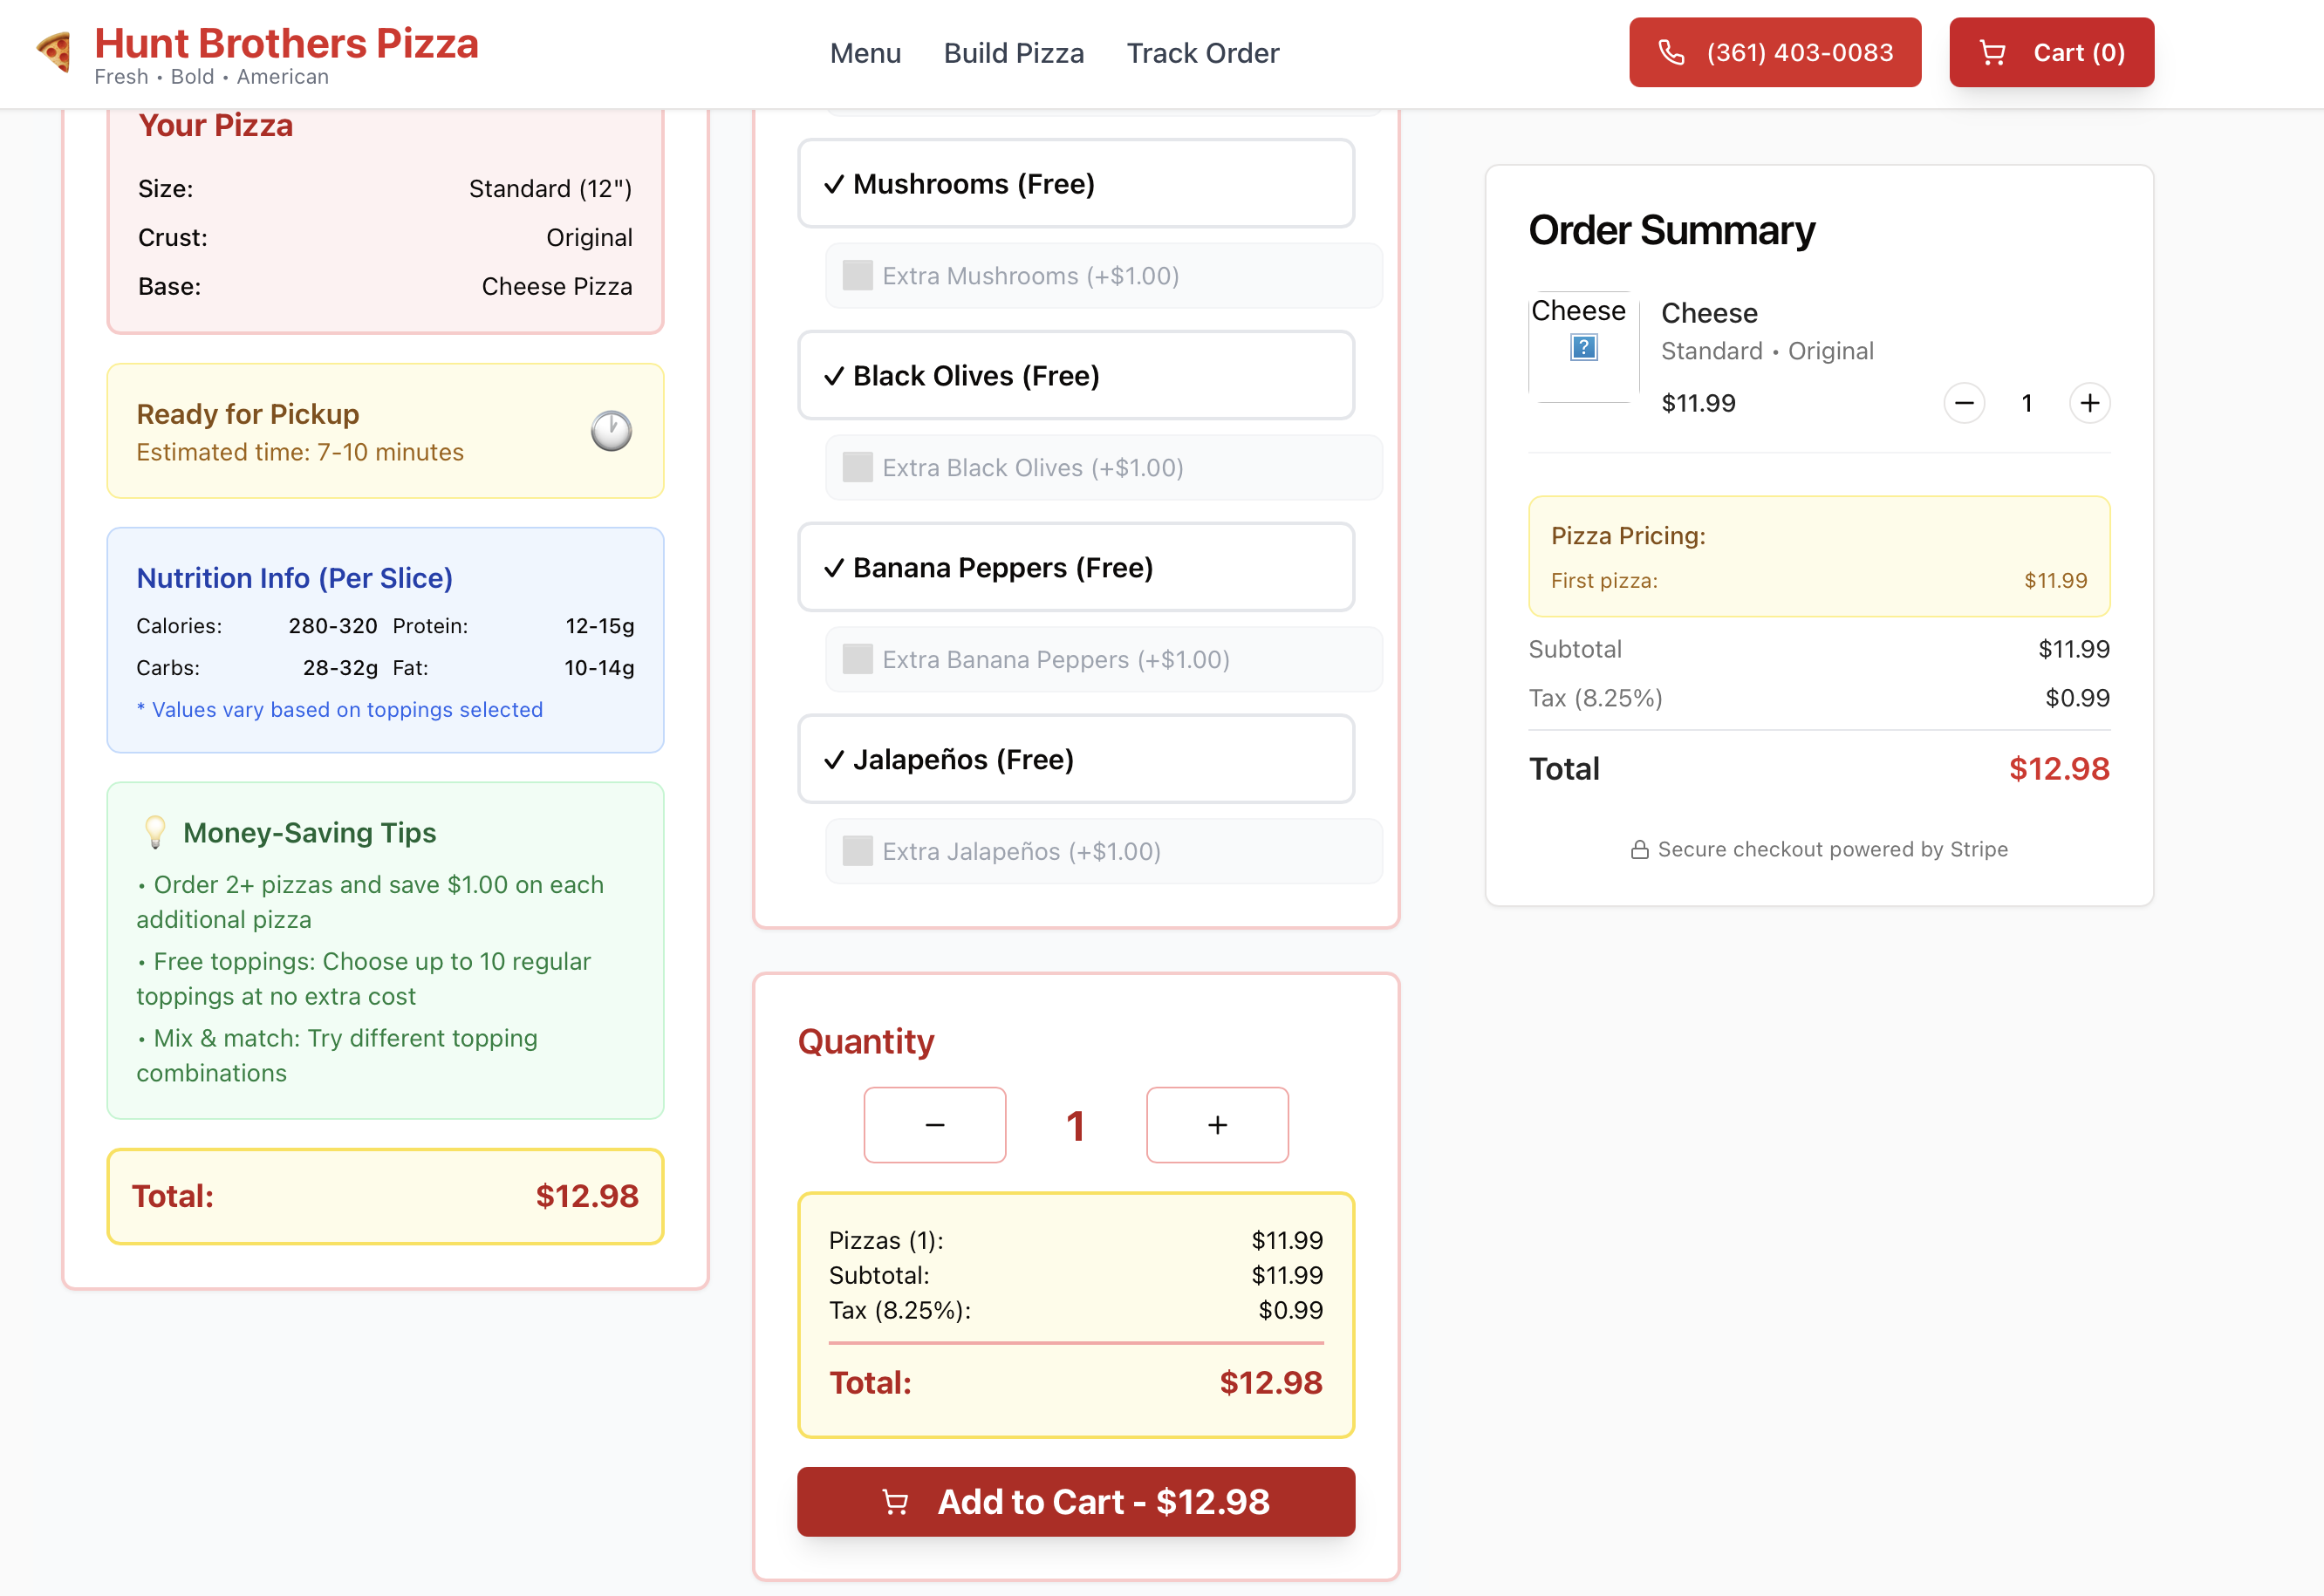 Hunt Brothers Pizza
Fresh • Bold • American
Menu
Build Pizza
Track Order
(361) 403-0083
Cart (0)
Your Pizza
Size: Standard (12")
Crust: Original
Base: Cheese Pizza
Ready for Pickup
Estimated time: 7-10 minutes
Nutrition Info (Per Slice)
Calories: 280-320 Protein: 12-15g
Carbs: 28-32g Fat: 10-14g
* Values vary based on toppings selected
Money-Saving Tips
• Order 2+ pizzas and save $1.00 on each
additional pizza
• Free toppings: Choose up to 10 regular
toppings at no extra cost
• Mix & match: Try different topping
combinations
Total: $12.98
✓ Mushrooms (Free)
Extra Mushrooms (+$1.00)
✓ Black Olives (Free)
Extra Black Olives (+$1.00)
✓ Banana Peppers (Free)
Extra Banana Peppers (+$1.00)
✓ Jalapeños (Free)
Extra Jalapeños (+$1.00)
Quantity
− 1 +
Pizzas (1): $11.99
Subtotal: $11.99
Tax (8.25%): $0.99
Total: $12.98
Add to Cart - $12.98
Order Summary
Cheese
Cheese
Standard • Original
$11.99
− 1 +
Pizza Pricing:
First pizza: $11.99
Subtotal $11.99
Tax (8.25%) $0.99
Total $12.98
Secure checkout powered by Stripe